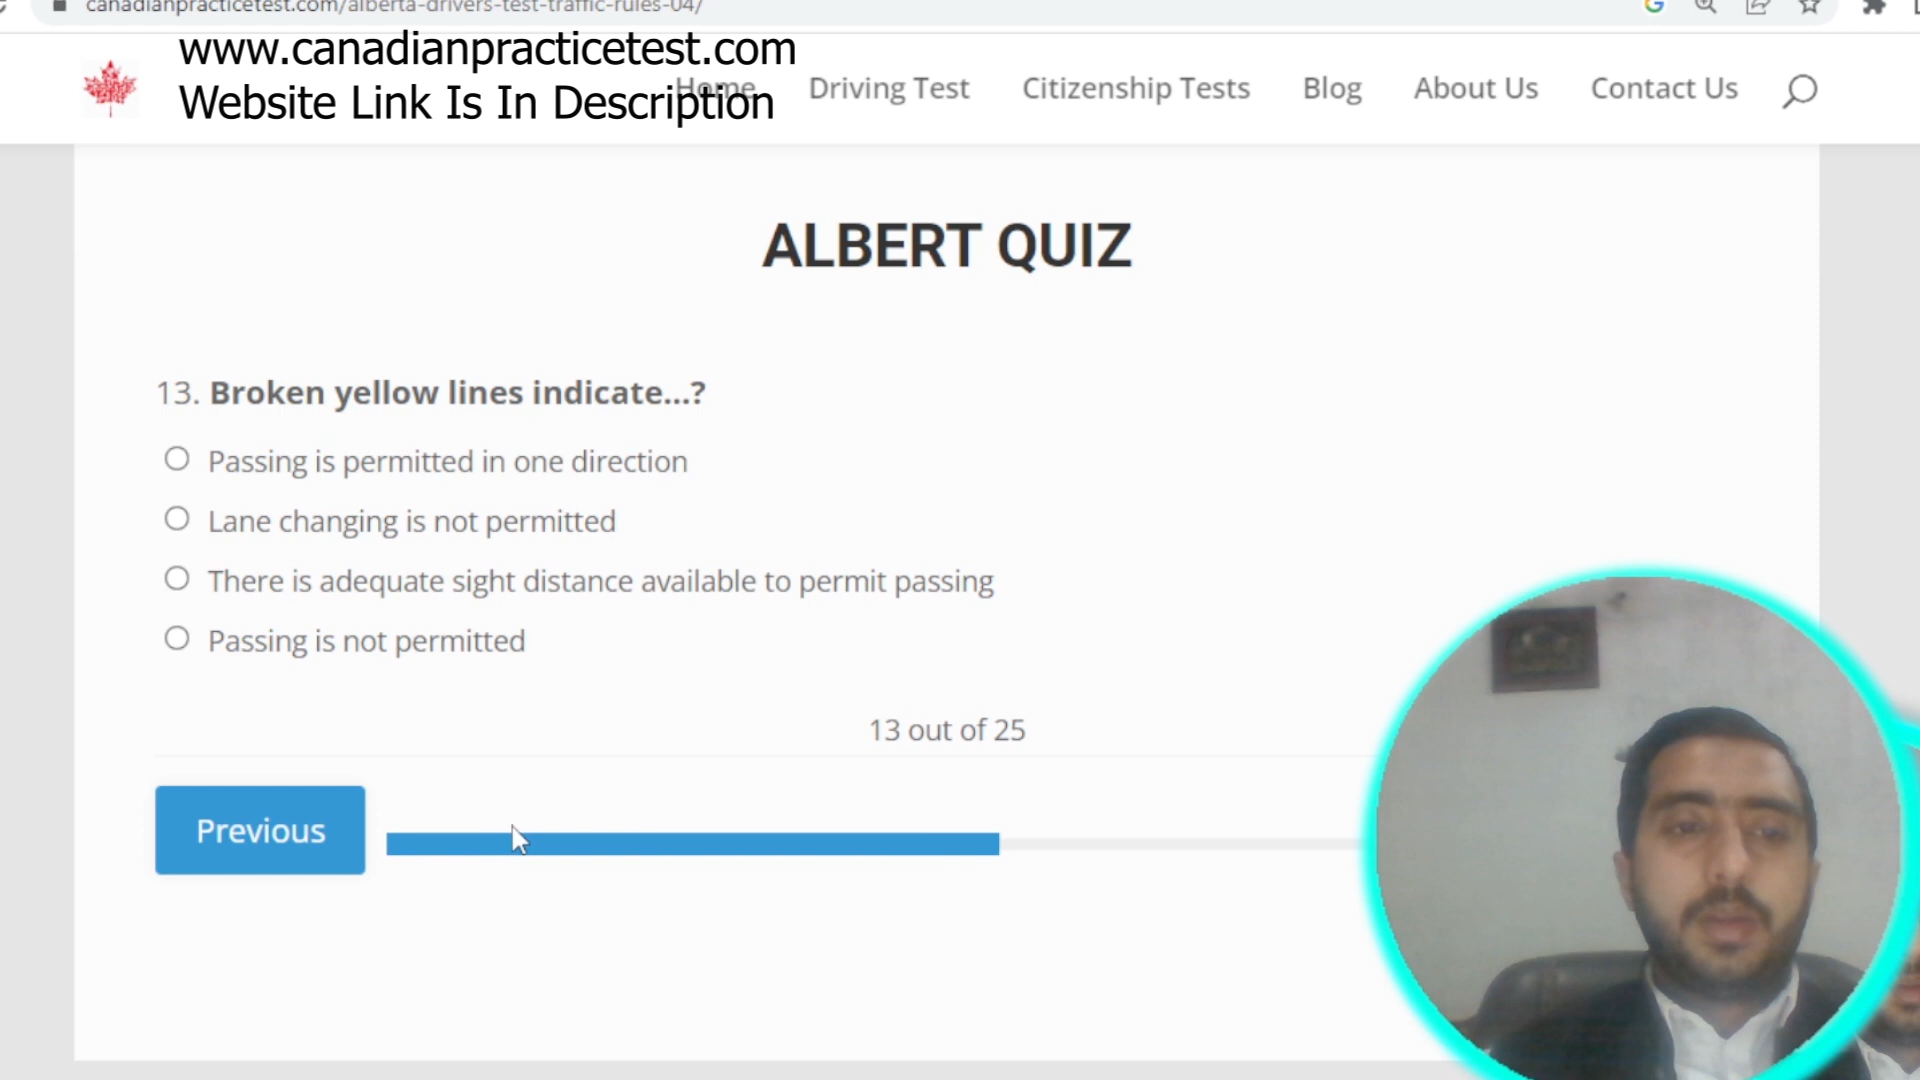 canadianpracticetest.com/alberta-drivers-test-traffic-rules-04/
www.canadianpracticetest.com
Website Link Is In Description
Home
Driving Test
Citizenship Tests
Blog
About Us
Contact Us
ALBERT QUIZ
13. Broken yellow lines indicate...?
Passing is permitted in one direction
Lane changing is not permitted
There is adequate sight distance available to permit passing
Passing is not permitted
13 out of 25
Previous